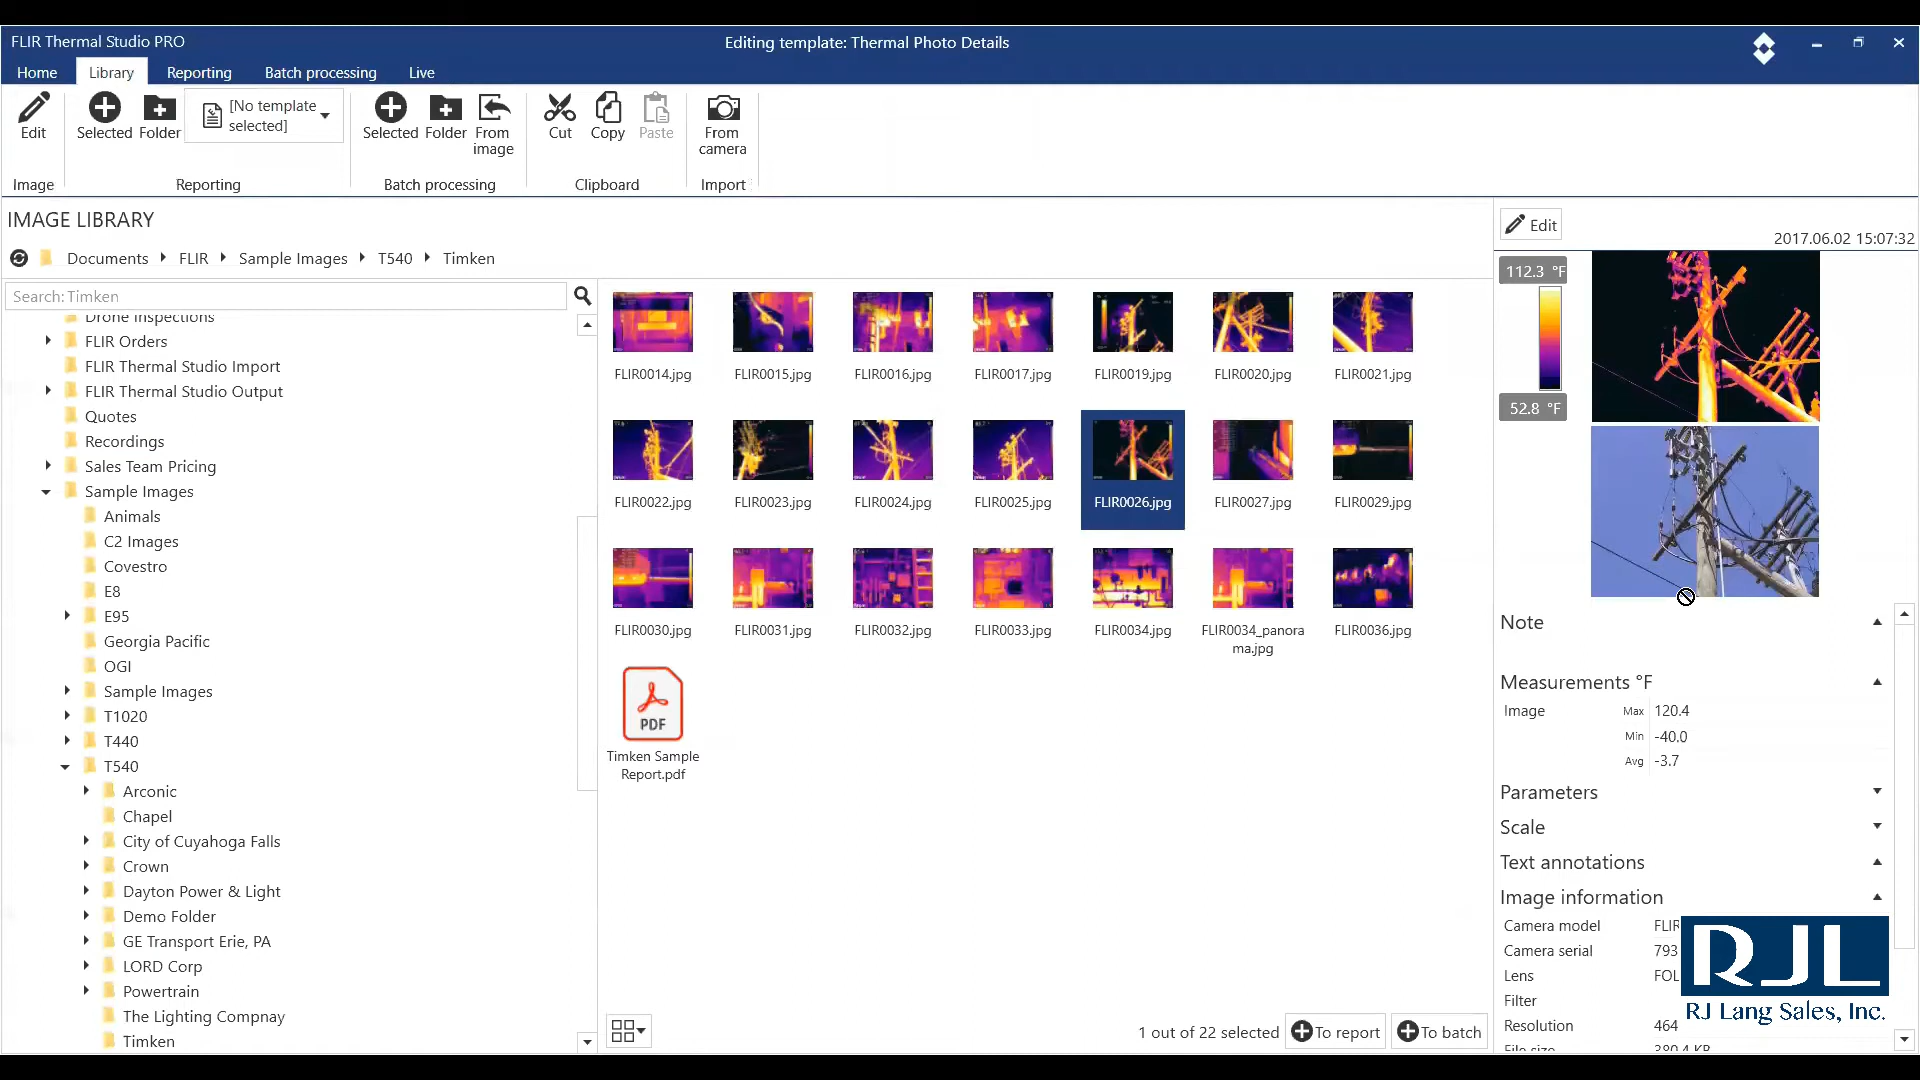 FLIR Thermal Studio PRO
Editing template: Thermal Photo Details
Home
Library
Reporting
Batch processing
Live
Edit
Selected
Folder
[No template
selected]
Selected
Folder
From
image
Cut
Copy
Paste
From
camera
Image
Reporting
Batch processing
Clipboard
Import
IMAGE LIBRARY
Documents
FLIR
Sample Images
T540
Timken
Search: Timken
Drone Inspections
FLIR Orders
FLIR Thermal Studio Import
FLIR Thermal Studio Output
Quotes
Recordings
Sales Team Pricing
Sample Images
Animals
C2 Images
Covestro
E8
E95
Georgia Pacific
OGI
Sample Images
T1020
T440
T540
Arconic
Chapel
City of Cuyahoga Falls
Crown
Dayton Power & Light
Demo Folder
GE Transport Erie, PA
LORD Corp
Powertrain
The Lighting Compnay
Timken
FLIR0014.jpg
FLIR0015.jpg
FLIR0016.jpg
FLIR0017.jpg
FLIR0019.jpg
FLIR0020.jpg
FLIR0021.jpg
FLIR0022.jpg
FLIR0023.jpg
FLIR0024.jpg
FLIR0025.jpg
FLIR0026.jpg
FLIR0027.jpg
FLIR0029.jpg
FLIR0030.jpg
FLIR0031.jpg
FLIR0032.jpg
FLIR0033.jpg
FLIR0034.jpg
FLIR0034_panora
ma.jpg
FLIR0036.jpg
PDF
Timken Sample
Report.pdf
1 out of 22 selected
To report
To batch
Edit
2017.06.02 15:07:32
112.3 °F
52.8 °F
Note
Measurements °F
Image Max 120.4
Min -40.0
Avg -3.7
Parameters
Scale
Text annotations
Image information
Camera model FLIR
Camera serial 793
Lens FOL
Filter
Resolution 464
File size 380.4 KB
RJL
RJ Lang Sales, Inc.